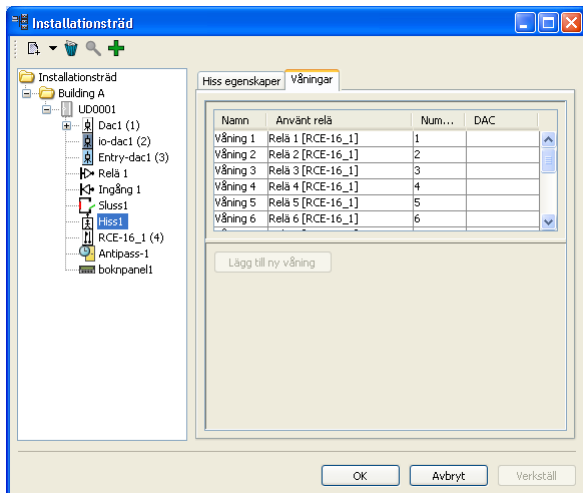 Installationsträd
Installationsträd
Building A
UD0001
Dac1 (1)
io-dac1 (2)
Entry-dac1 (3)
Relä 1
Ingång 1
Sluss1
Hiss1
RCE-16_1 (4)
Antipass-1
boknpanel1
Hiss egenskaper Våningar
Namn Använt relä Num... DAC
Våning 1 Relä 1 [RCE-16_1] 1
Våning 2 Relä 2 [RCE-16_1] 2
Våning 3 Relä 3 [RCE-16_1] 3
Våning 4 Relä 4 [RCE-16_1] 4
Våning 5 Relä 5 [RCE-16_1] 5
Våning 6 Relä 6 [RCE-16_1] 6
Lägg till ny våning
OK Avbryt Verkställ